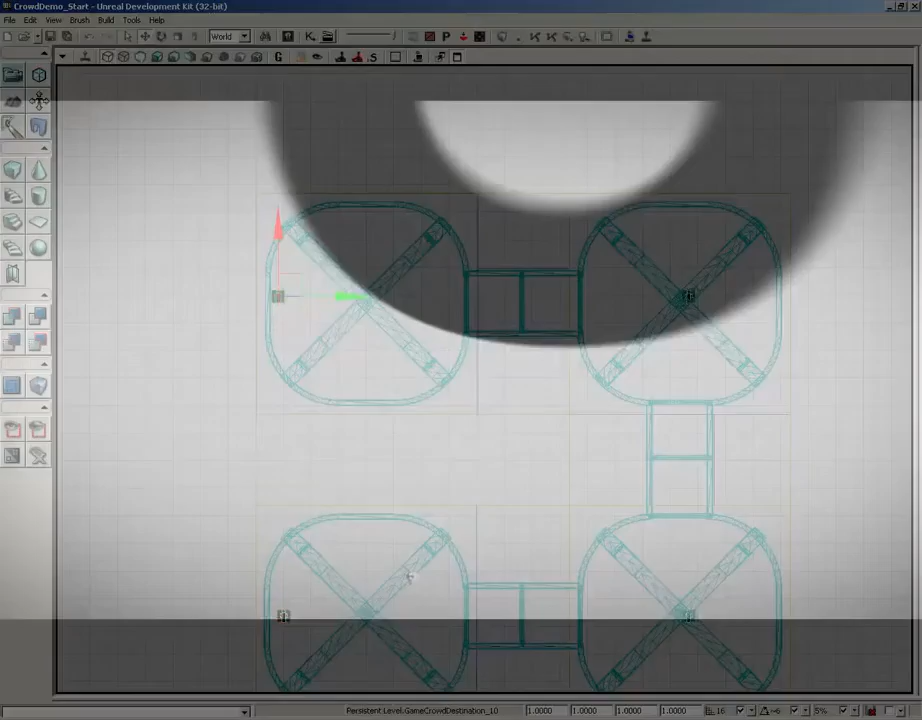 CrowdDemo_Start - Unreal Development Kit (32-bit)
File Edit View Brush Build Tools Help
World
Persistent Level.GameCrowdDestination_10 1.0000 1.0000 1.0000 1.0000 16 5%